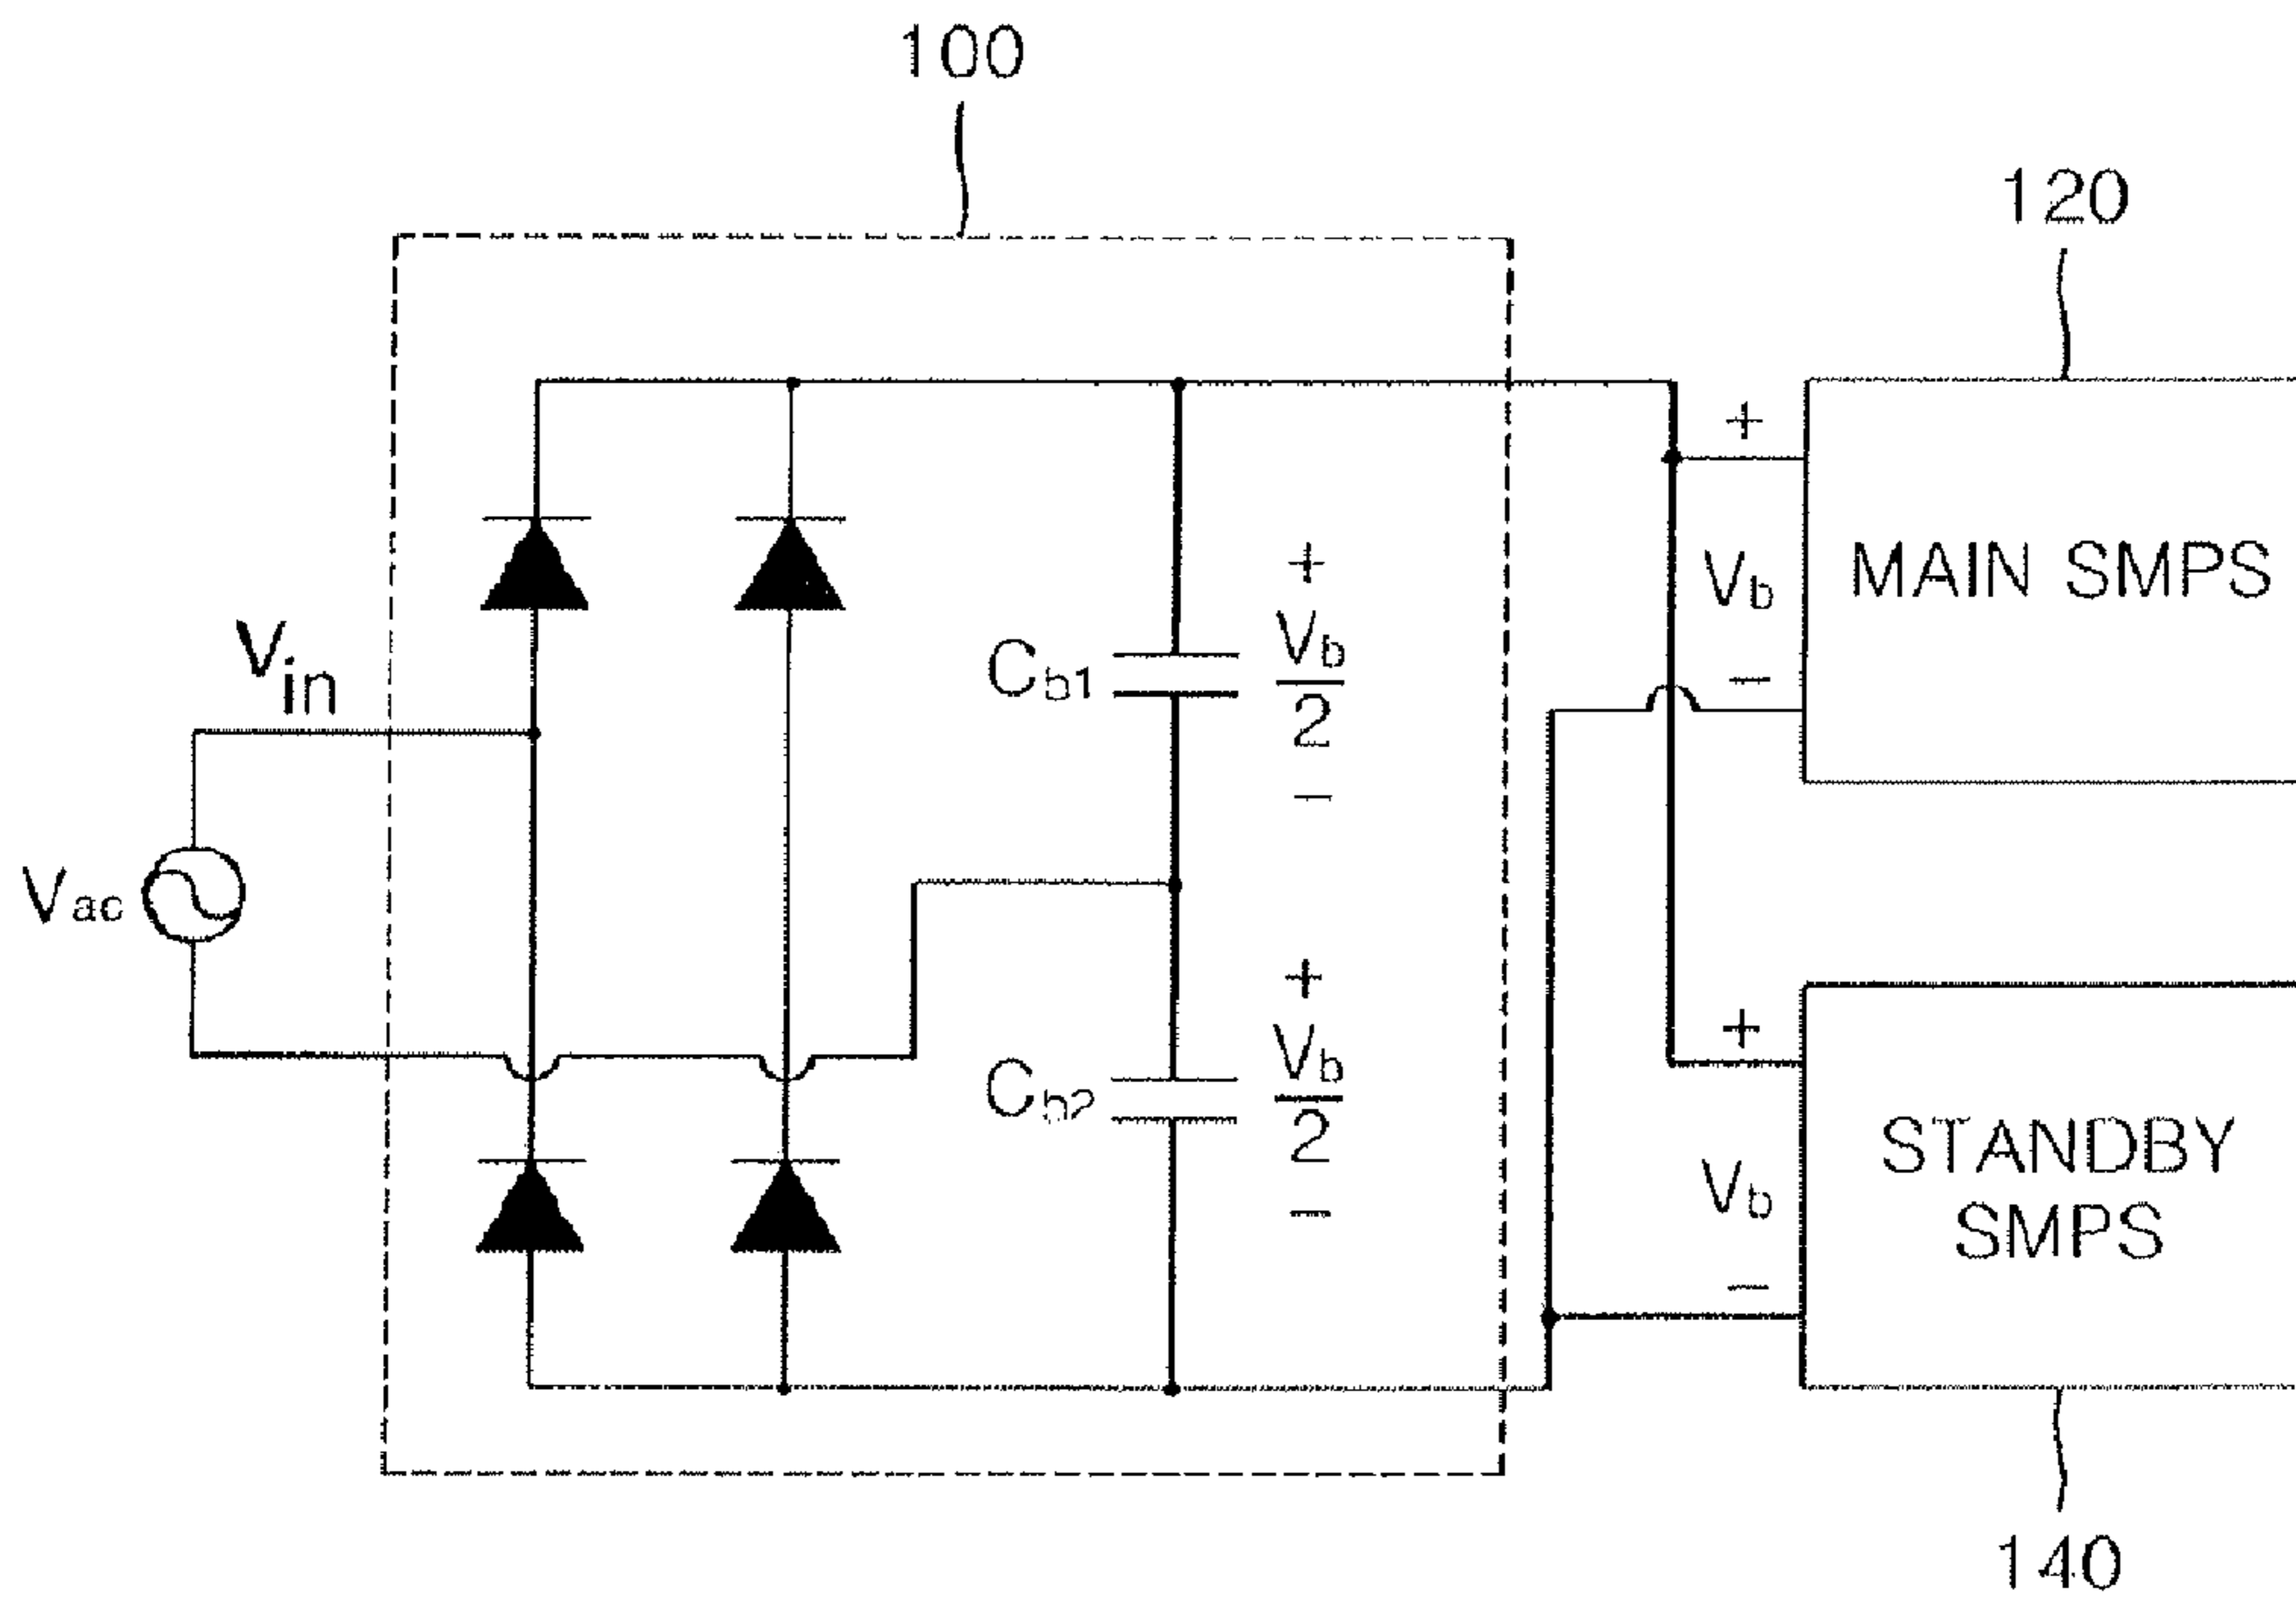 100
120
+
Vb
−
MAIN SMPS
Vin
Cb1
+
Vb
2
−
Vac
Cb2
+
Vb
2
−
+
Vb
−
STANDBY
SMPS
140